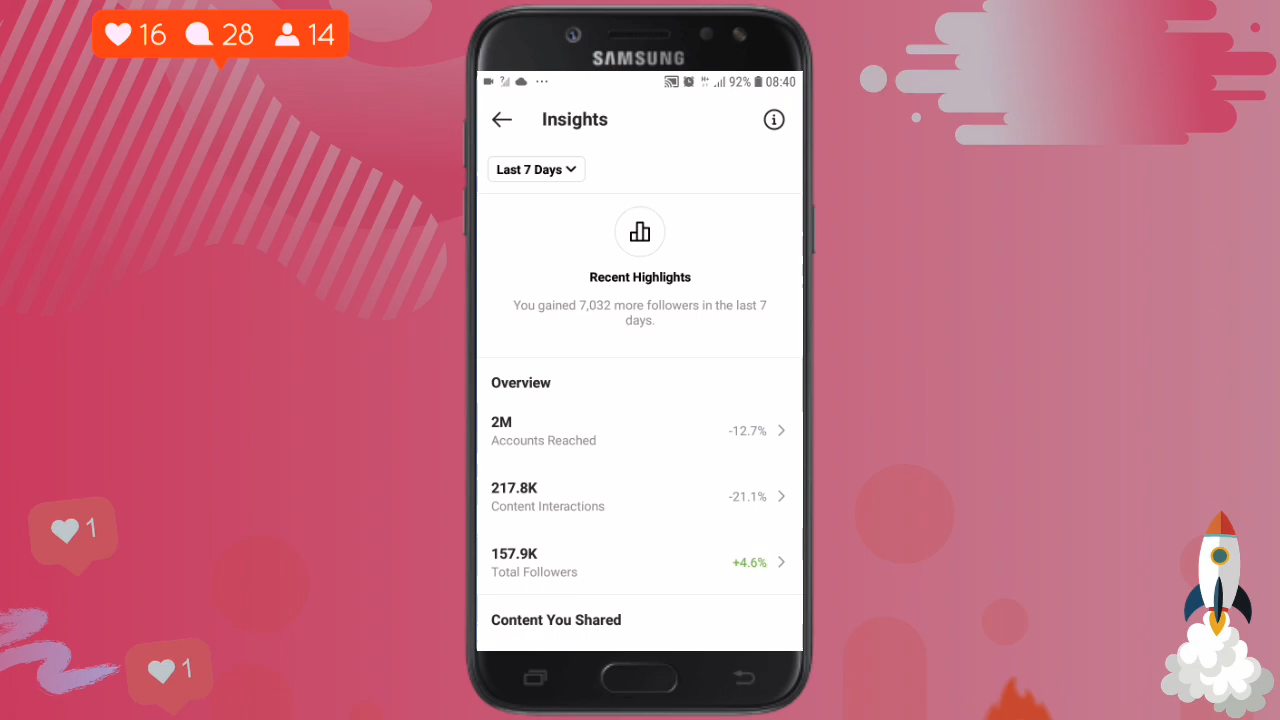 16 28 14
SAMSUNG
92% 08:40
Insights
Last 7 Days
Recent Highlights
You gained 7,032 more followers in the last 7
days.
Overview
2M
Accounts Reached
-12.7%
217.8K
Content Interactions
-21.1%
157.9K
Total Followers
+4.6%
Content You Shared
1
1